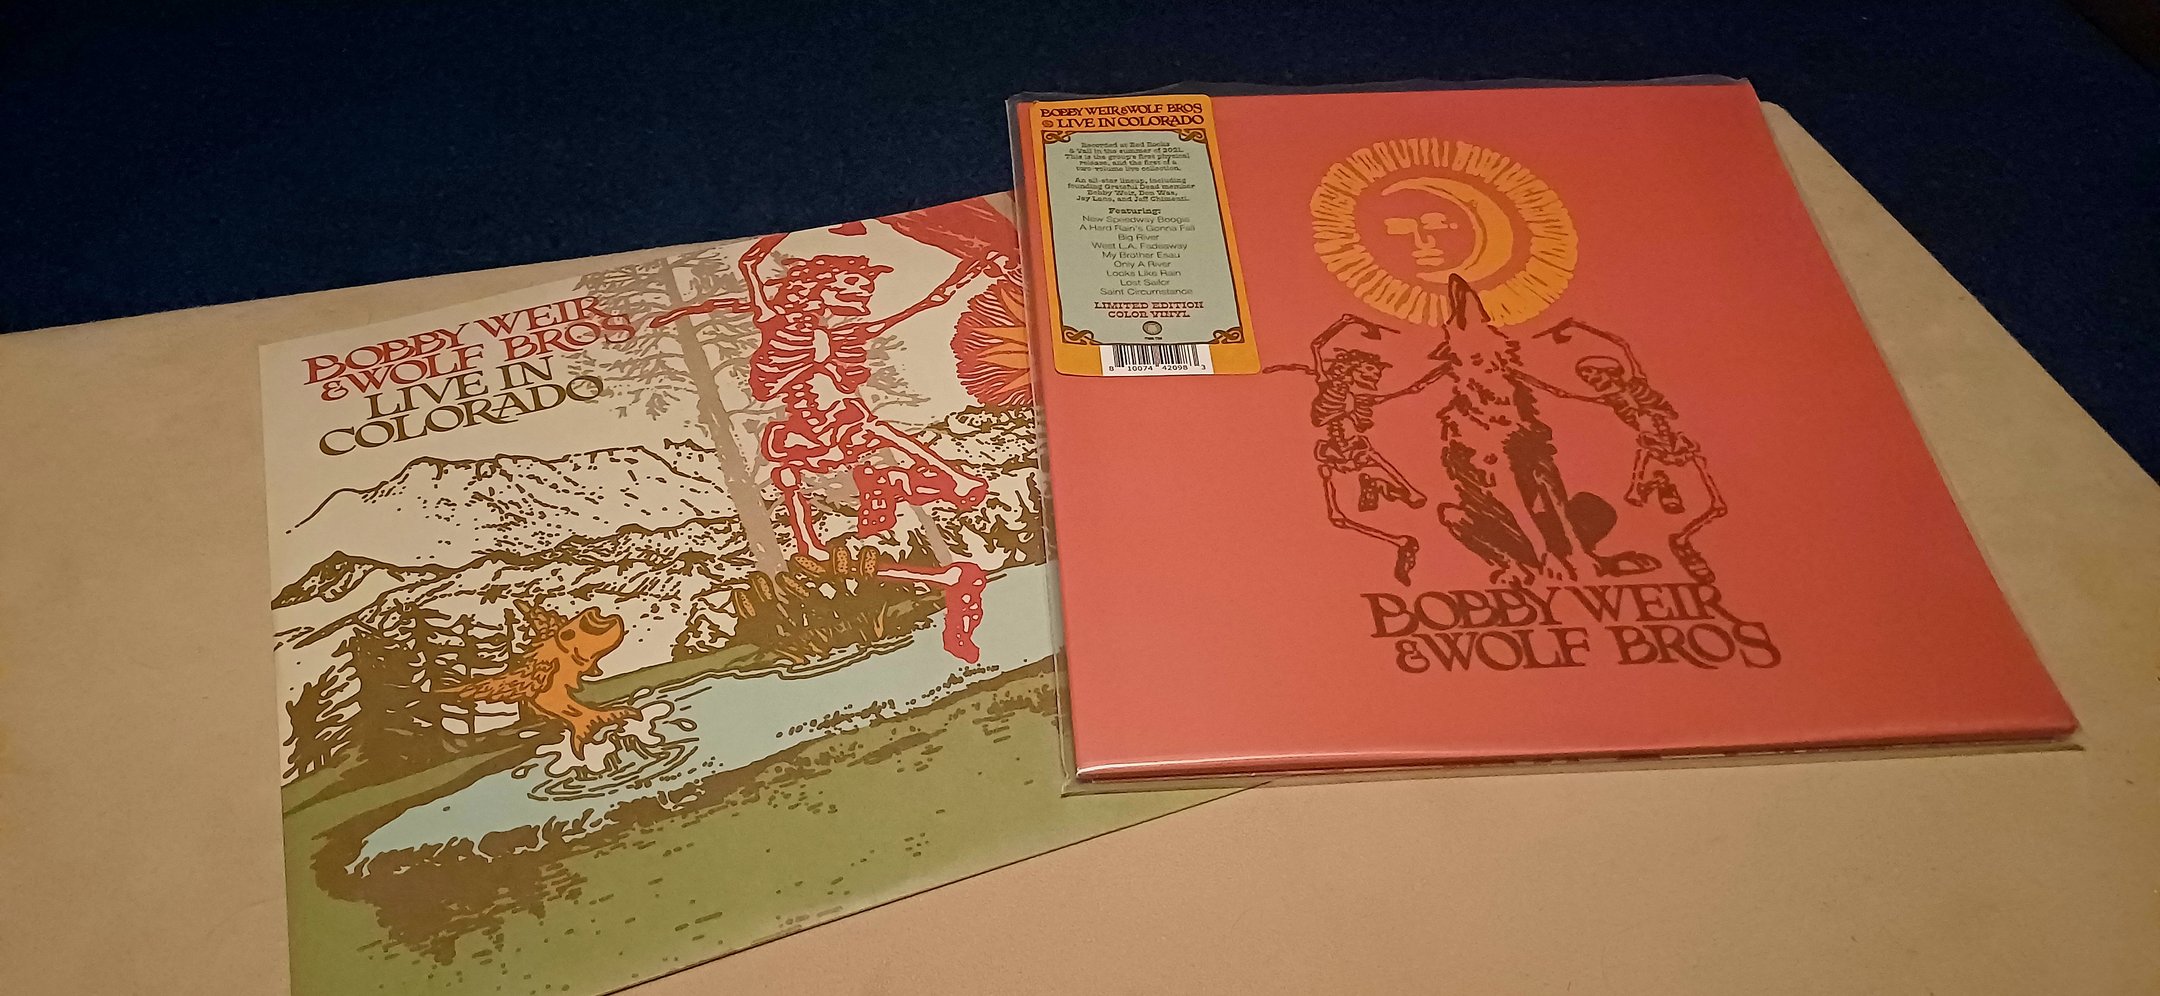 BOBBY WEIR
& WOLF BROS
LIVE IN
COLORADO
BOBBY WEIR & WOLF BROS
LIVE IN COLORADO
Recorded at Red Rocks
& Vail in the summer of 2021.
This is the group's first physical
release, and the first of a
two-volume live collection.
An all-star lineup, including
founding Grateful Dead member
Bobby Weir, Don Was,
Jay Lane, and Jeff Chimenti.
Featuring:
New Speedway Boogie
A Hard Rain's Gonna Fall
Big River
West L.A. Fadeaway
My Brother Esau
Only A River
Looks Like Rain
Lost Sailor
Saint Circumstance
LIMITED EDITION
COLOR VINYL
8 10074 42098 3
BOBBY WEIR
& WOLF BROS